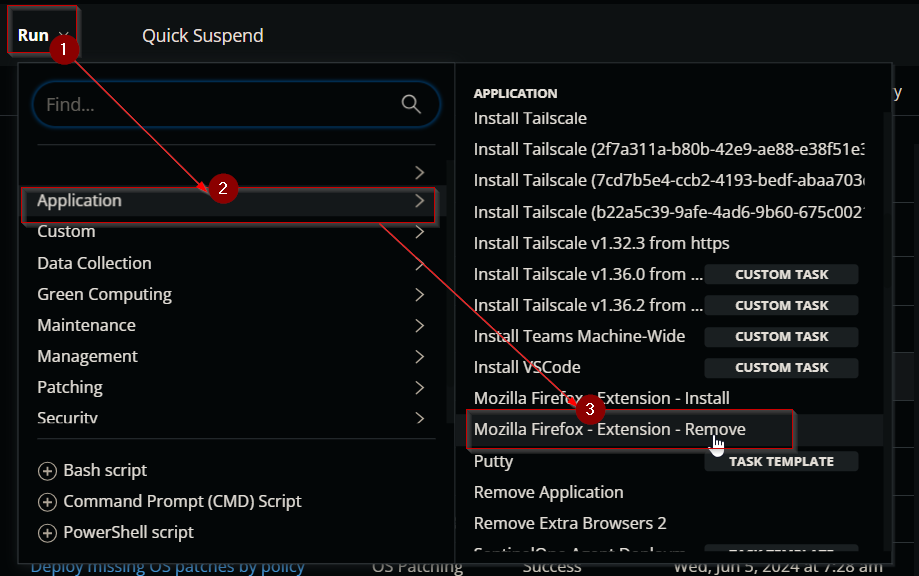 Run
1
Quick Suspend
Find...
2
Application
Custom
Data Collection
Green Computing
Maintenance
Management
Patching
Security
Bash script
Command Prompt (CMD) Script
PowerShell script
APPLICATION
Install Tailscale
Install Tailscale (2f7a311a-b80b-42e9-ae88-e38f51e3
Install Tailscale (7cd7b5e4-ccb2-4193-bedf-abaa703
Install Tailscale (b22a5c39-9afe-4ad6-9b60-675c002
Install Tailscale v1.32.3 from https
Install Tailscale v1.36.0 from ... CUSTOM TASK
Install Tailscale v1.36.2 from ... CUSTOM TASK
Install Teams Machine-Wide CUSTOM TASK
Install VSCode CUSTOM TASK
Mozilla Firefox - Extension - Install
3
Mozilla Firefox - Extension - Remove
Putty TASK TEMPLATE
Remove Application
Remove Extra Browsers 2
SentinelOne Agent Deploym... TASK TEMPLATE
y
Deploy missing OS patches by policy OS Patching Success Wed, Jun 5, 2024 at 7:28 am